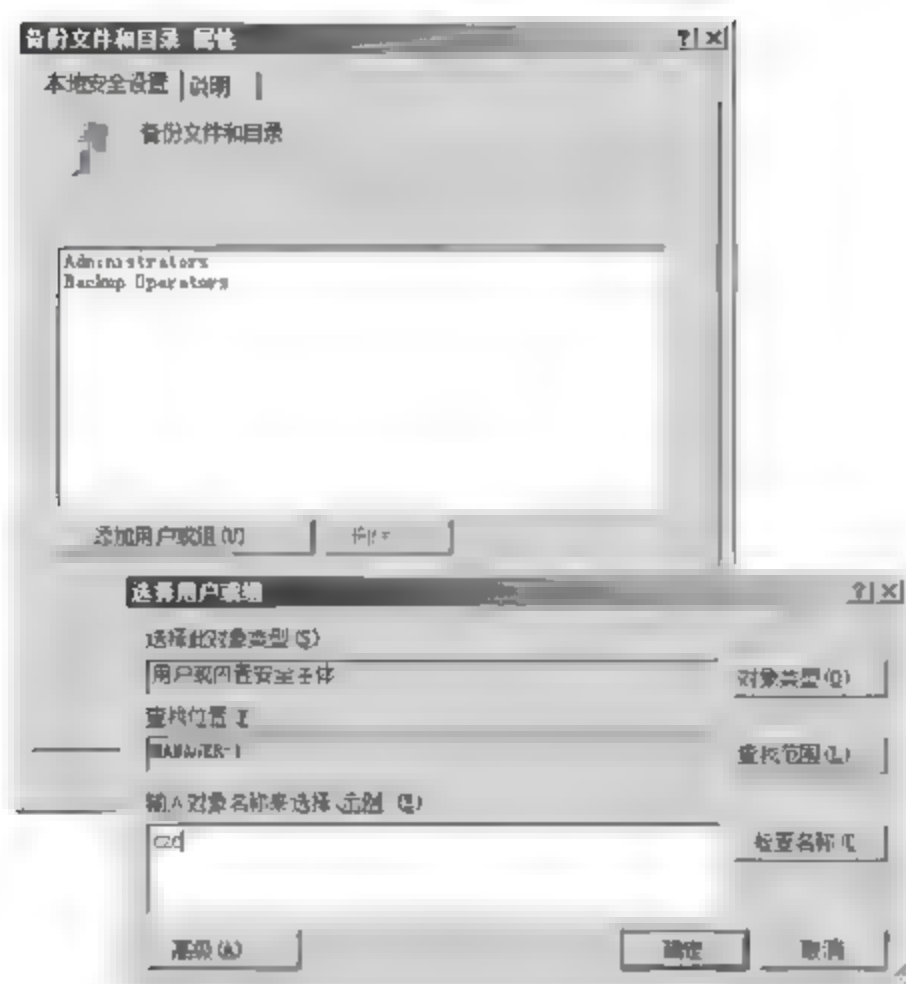 备份文件和目录 属性
本地安全设置 说明
备份文件和目录
Administrators
Backup Operators
添加用户或组(U)
选择用户或组
选择此对象类型(S)
用户或内置安全主体
对象类型(O)
查找位置
查找范围(L)
输入对象名称来选择 示例 (E)
czd
检查名称
高级(A)
确定
取消